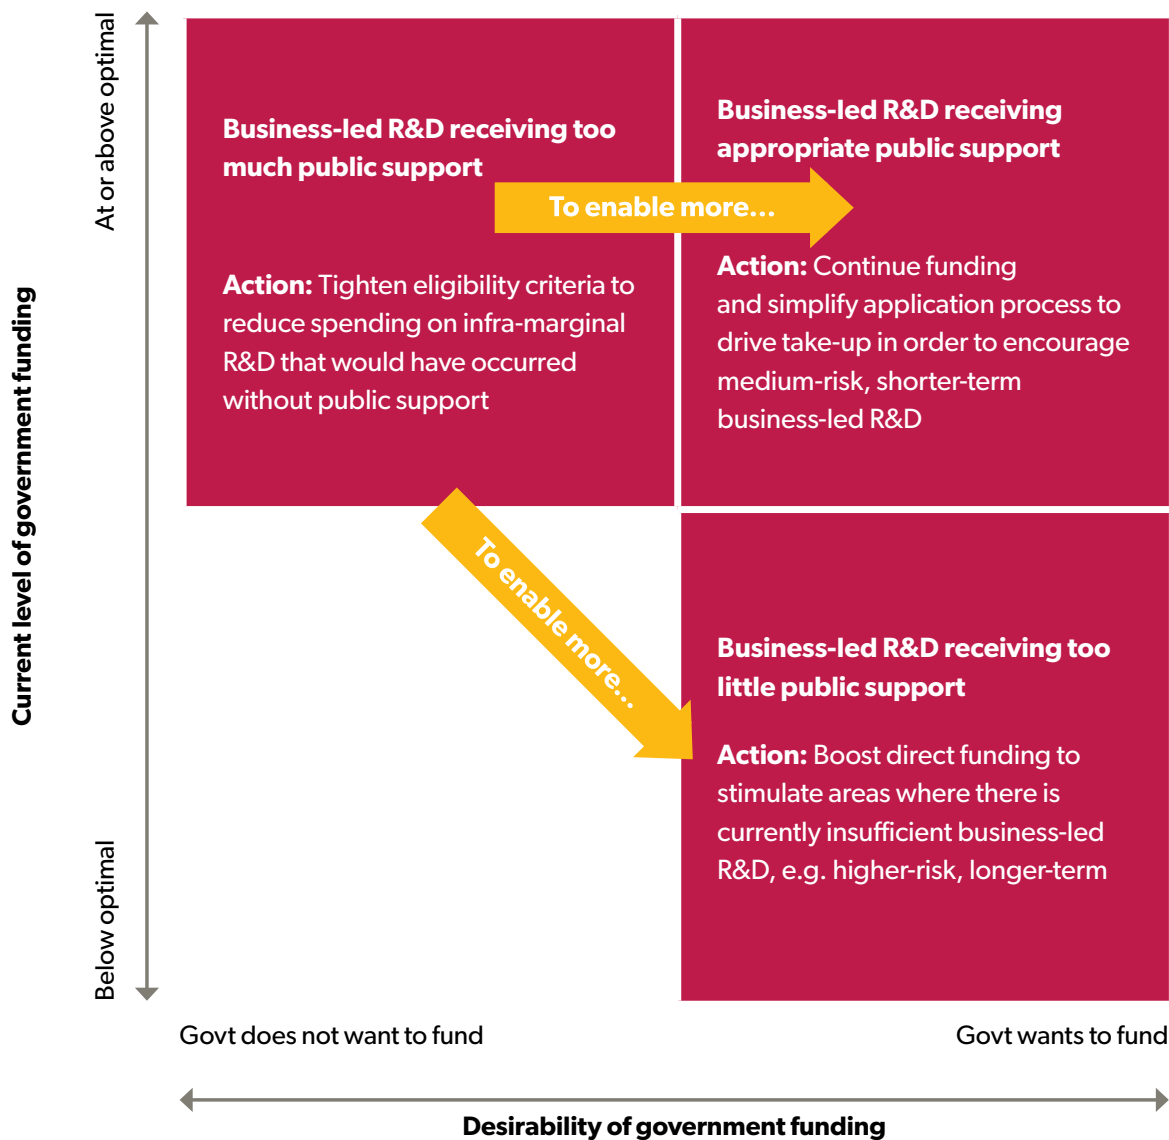 At or above optimal
Current level of government funding
Below optimal
Business-led R&D receiving too
much public support
Action: Tighten eligibility criteria to
reduce spending on infra-marginal
R&D that would have occurred
without public support
To enable more...
Business-led R&D receiving
appropriate public support
Action: Continue funding
and simplify application process to
drive take-up in order to encourage
medium-risk, shorter-term
business-led R&D
To enable more...
Business-led R&D receiving too
little public support
Action: Boost direct funding to
stimulate areas where there is
currently insufficient business-led
R&D, e.g. higher-risk, longer-term
Govt does not want to fund
Govt wants to fund
Desirability of government funding